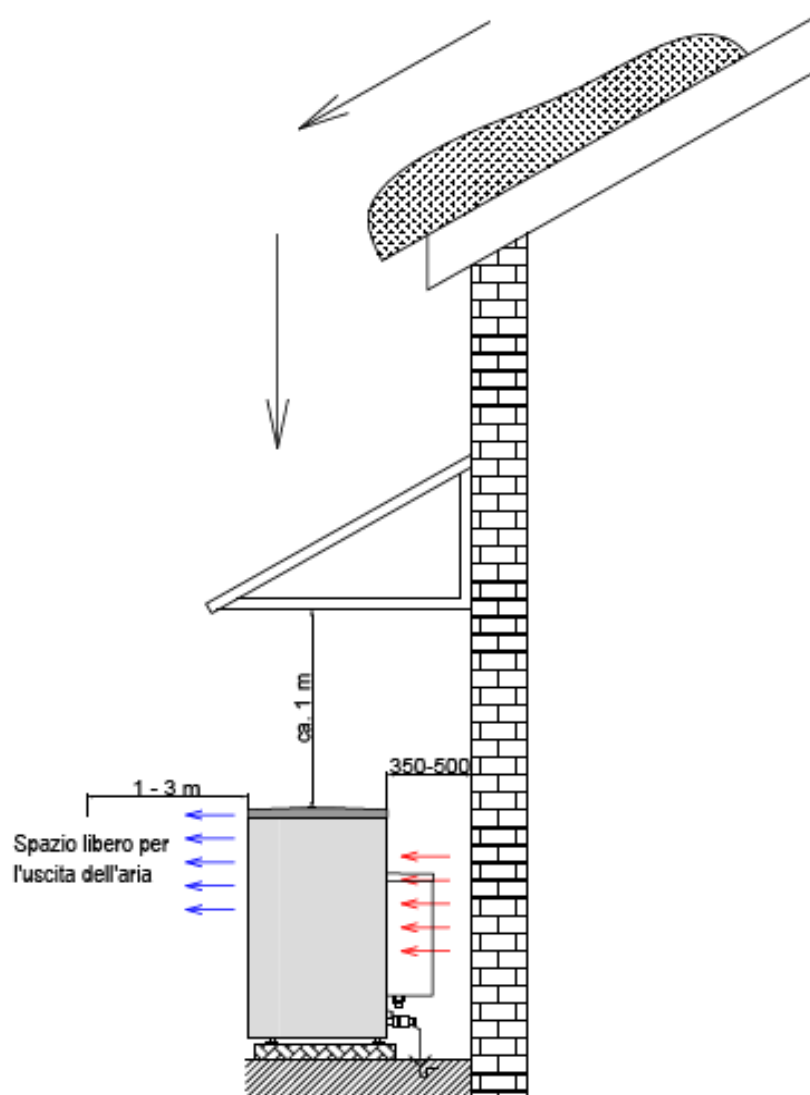 ca. 1 m
350-500
1 - 3 m
Spazio libero per
l'uscita dell'aria